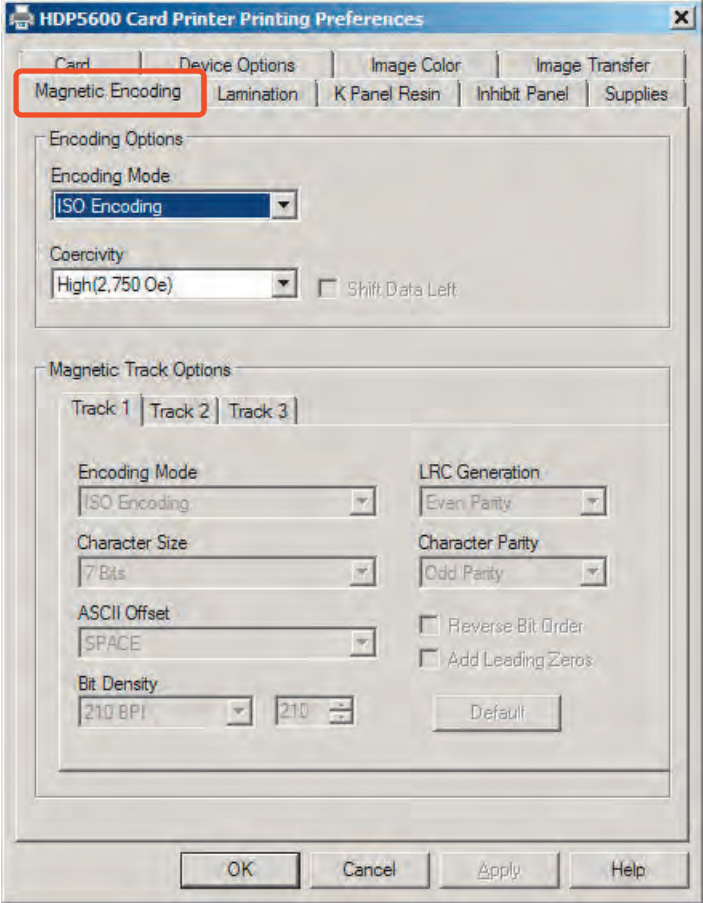 HDP5600 Card Printer Printing Preferences
Card Device Options Image Color Image Transfer
Magnetic Encoding Lamination K Panel Resin Inhibit Panel Supplies
Encoding Options
Encoding Mode
ISO Encoding
Coercivity
High(2,750 Oe) Shift Data Left
Magnetic Track Options
Track 1 Track 2 Track 3
Encoding Mode LRC Generation
ISO Encoding Even Parity
Character Size Character Parity
7 Bits Odd Parity
ASCII Offset
SPACE
Reverse Bit Order
Add Leading Zeros
Bit Density
210 BPI 210 Default
OK Cancel Apply Help